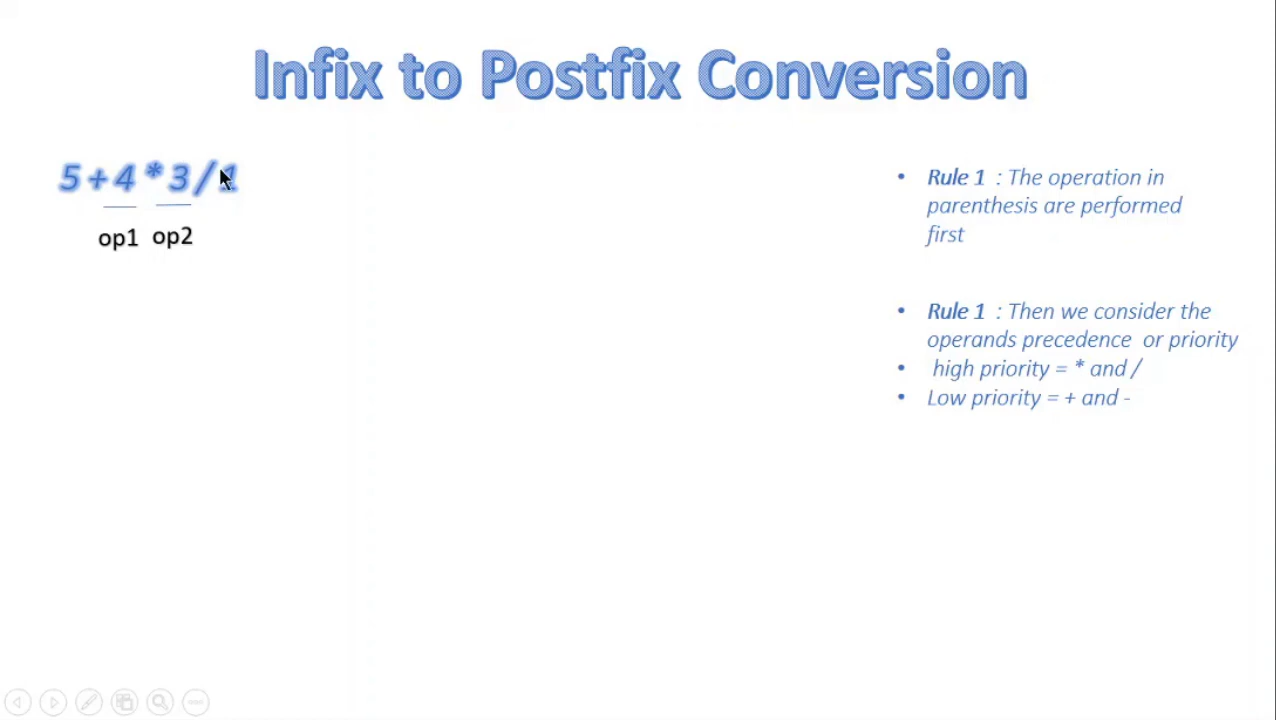 Infix to Postfix Conversion
5+4*3/1
op1 op2
• Rule 1 : The operation in
parenthesis are performed
first
• Rule 1 : Then we consider the
operands precedence or priority
• high priority = * and /
• Low priority = + and -